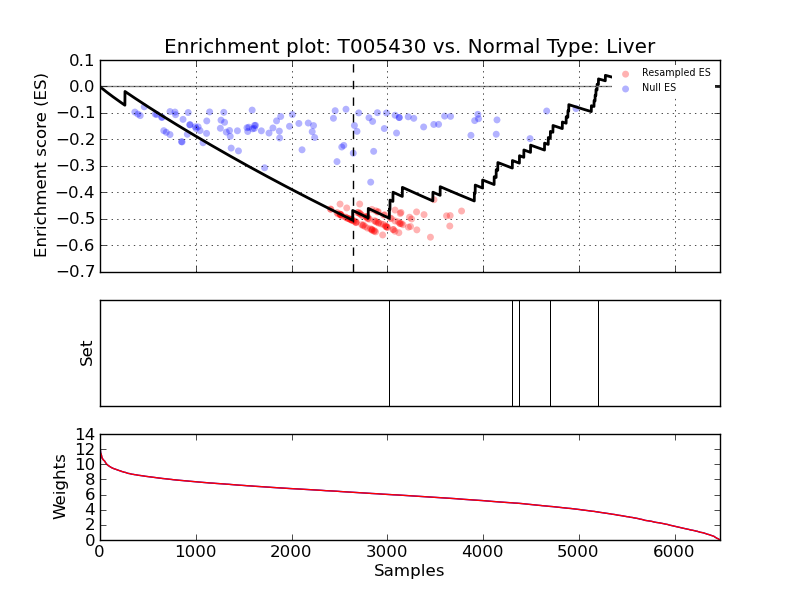 Enrichment plot: T005430 vs. Normal Type: Liver
Enrichment score (ES)
0.1
0.0
−0.1
−0.2
−0.3
−0.4
−0.5
−0.6
−0.7
Resampled ES
Null ES
Set
Weights
14
12
10
8
6
4
2
0
0 1000 2000 3000 4000 5000 6000
Samples